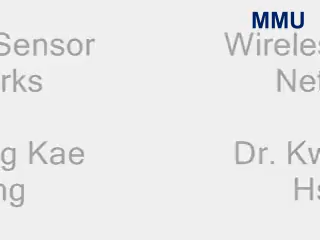 MMU
Sensor Wireles
rks Net
g Kae Dr. Kw
ng Hs